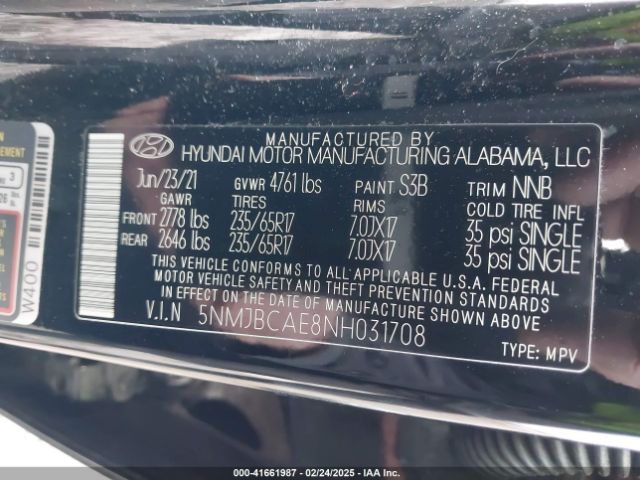 MANUFACTURED BY
HYUNDAI MOTOR MANUFACTURING ALABAMA, LLC
Jun/23/21 GVWR 4761 lbs PAINT S3B TRIM NNB
GAWR TIRES RIMS COLD TIRE INFL
FRONT 2778 lbs 235/65R17 7.0JX17 35 psi SINGLE
REAR 2646 lbs 235/65R17 7.0JX17 35 psi SINGLE
THIS VEHICLE CONFORMS TO ALL APPLICABLE U.S.A. FEDERAL
MOTOR VEHICLE SAFETY AND THEFT PREVENTION STANDARDS
IN EFFECT ON THE DATE OF MANUFACTURE SHOWN ABOVE.
V.I.N 5NMJBCAE8NH031708
TYPE: MPV
W400
3
000-41661987 - 02/24/2025 - IAA Inc.